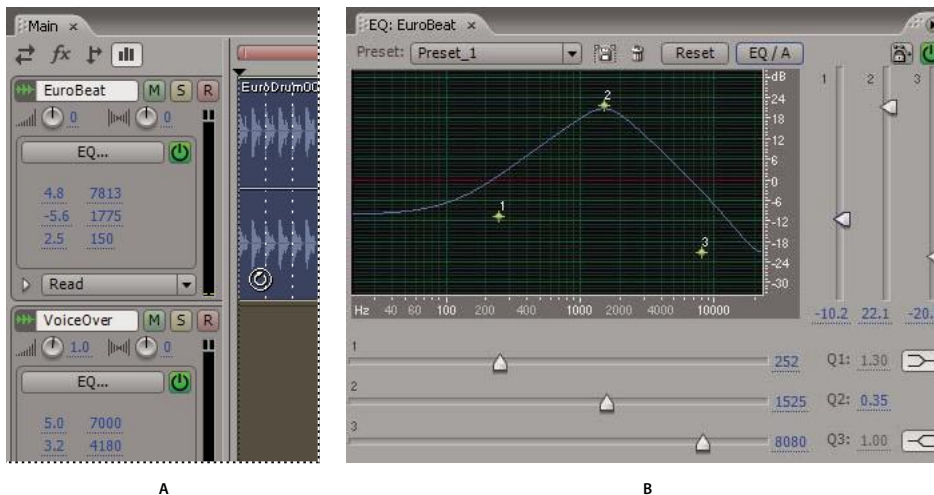 Main ×
fx
EuroBeat M S R
0 0
EQ...
4.8 7813
-5.6 1775
2.5 150
Read
VoiceOver M S R
1.0 0
EQ...
5.0 7000
3.2 4180
EuroDrum00
A
EQ: EuroBeat ×
Preset: Preset_1 Reset EQ / A
1 2 3
-dB
-24
-18
-12
-6
-0
-6
-12
-18
-24
-30
2
1
3
Hz 40 60 100 200 400 1000 2000 4000 10000
-10.2 22.1 -20.
1
252 Q1: 1.30
2
1525 Q2: 0.35
3
8080 Q3: 1.00
B